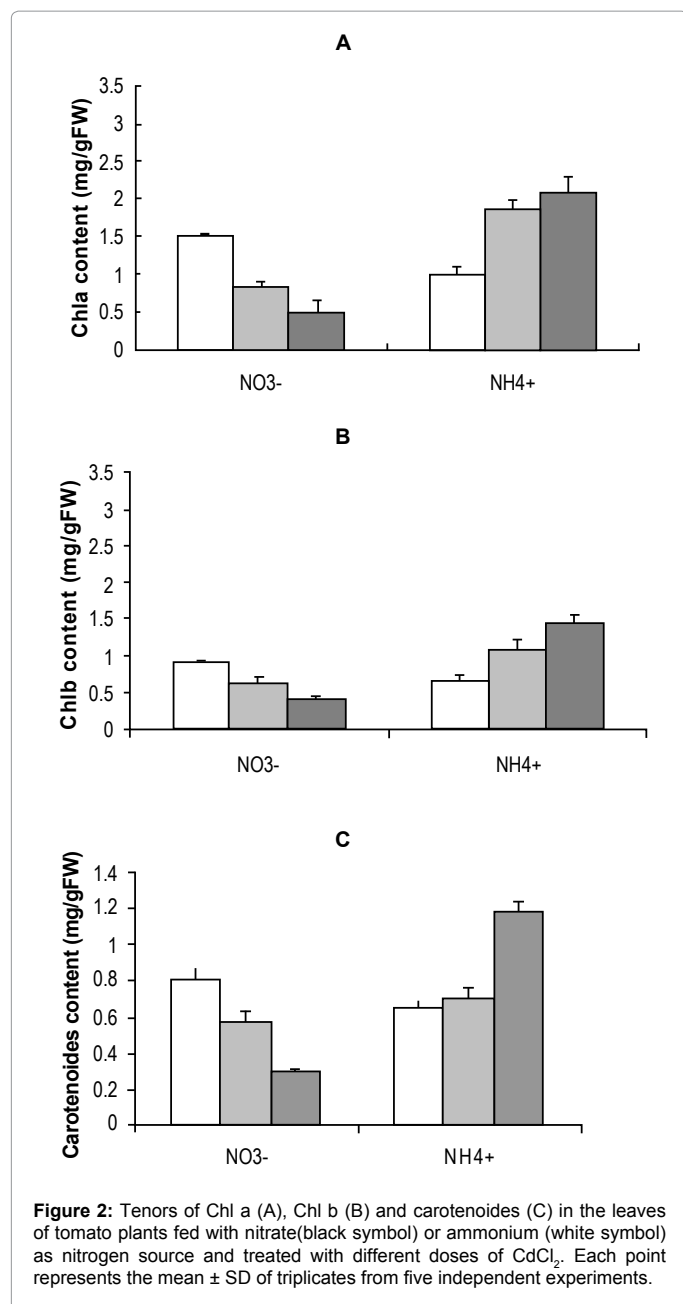 A
Chla content (mg/gFW)
3.5
3
2.5
2
1.5
1
0.5
0
NO3-
NH4+
B
Chlb content (mg/gFW)
3.5
3
2.5
2
1.5
1
0.5
0
NO3-
NH4+
C
Carotenoides content (mg/gFW)
1.4
1.2
1
0.8
0.6
0.4
0.2
0
NO3-
NH4+
Figure 2: Tenors of Chl a (A), Chl b (B) and carotenoides (C) in the leaves
of tomato plants fed with nitrate(black symbol) or ammonium (white symbol)
as nitrogen source and treated with different doses of CdCl₂. Each point
represents the mean ± SD of triplicates from five independent experiments.